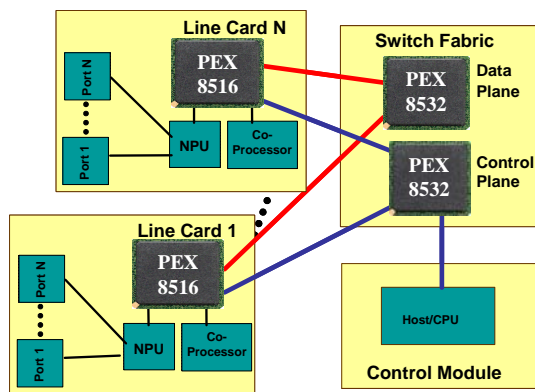 Line Card N
PEX
8516
Port N
Port 1
NPU
Co-
Processor
Switch Fabric
PEX
8532
Data
Plane
PEX
8532
Control
Plane
Line Card 1
PEX
8516
Port N
Port 1
NPU
Co-
Processor
Host/CPU
Control Module